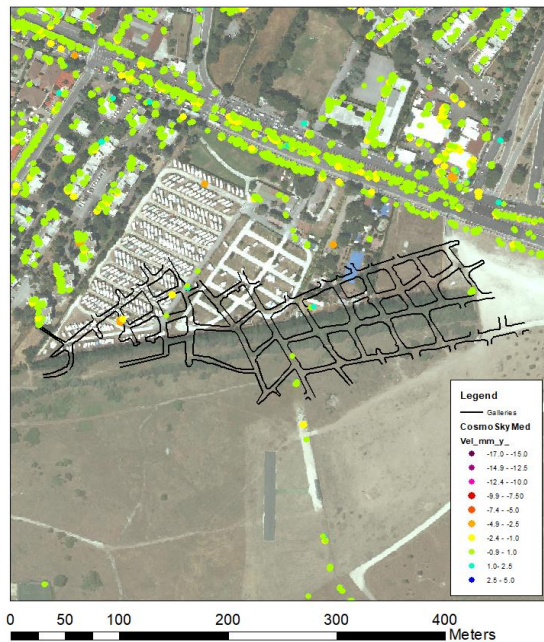 Legend
Galleries
CosmoSkyMed
Vel_mm_y_
-17.0 - -15.0
-14.9 - -12.5
-12.4 - -10.0
-9.9 - -7.50
-7.4 - -5.0
-4.9 - -2.5
-2.4 - -1.0
-0.9 - 1.0
1.0- 2.5
2.5 - 5.0
0 50 100 200 300 400
Meters